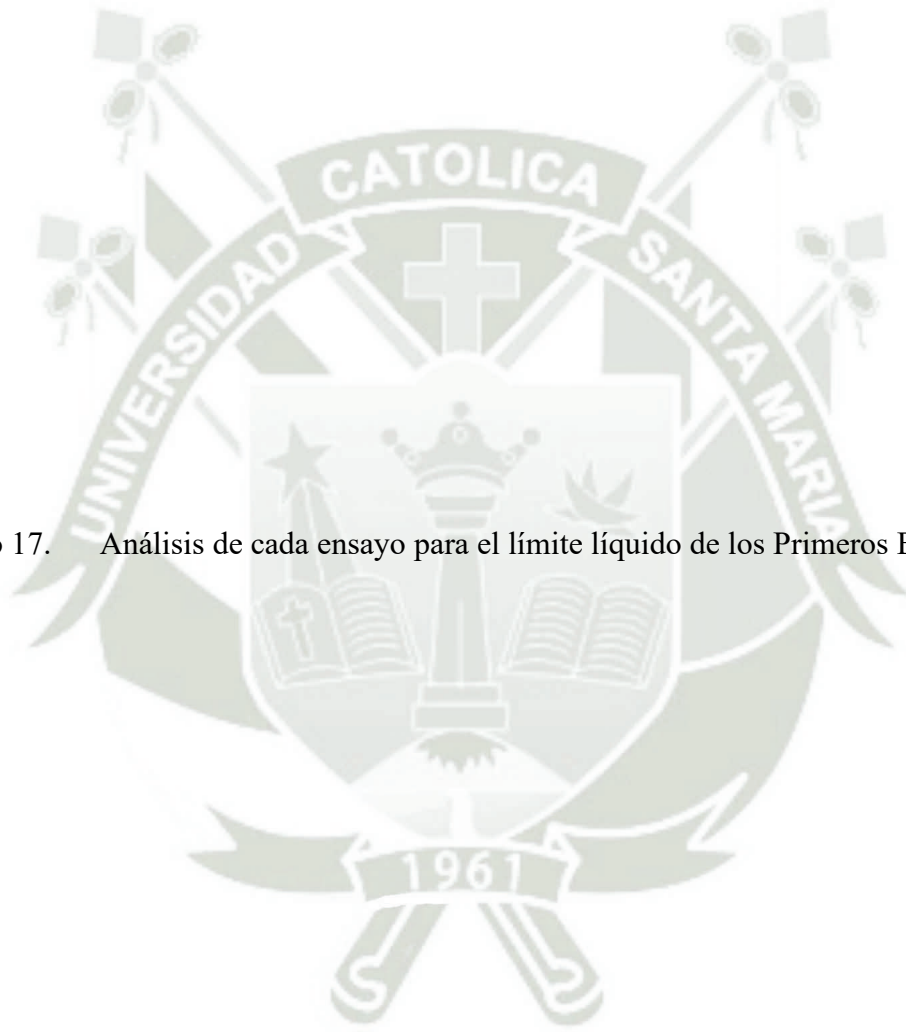 CATOLICA
UNIVERSIDAD
SANTA MARIA
17. Análisis de cada ensayo para el límite líquido de los Primeros
1961